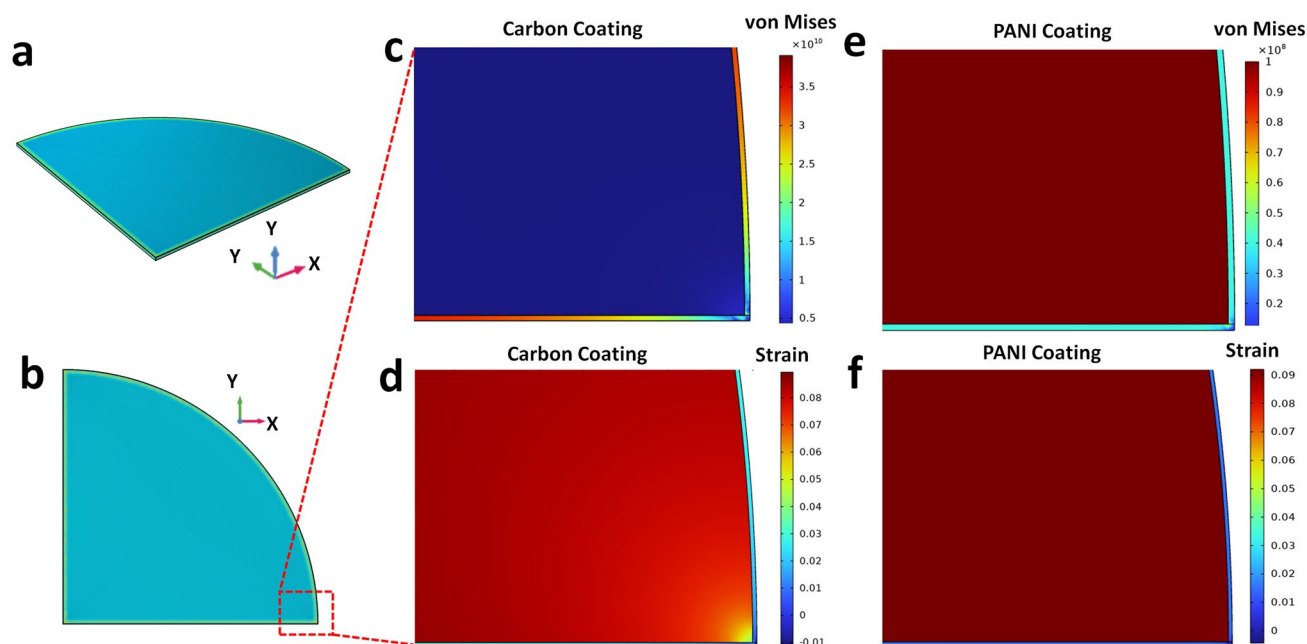 a
Y
Y
X
b
Y
X
c
Carbon Coating
von Mises
×10¹⁰
3.5
3
2.5
2
1.5
1
0.5
d
Carbon Coating
Strain
0.08
0.07
0.06
0.05
0.04
0.03
0.02
0.01
0
-0.01
e
PANI Coating
von Mises
×10⁸
1
0.9
0.8
0.7
0.6
0.5
0.4
0.3
0.2
f
PANI Coating
Strain
0.09
0.08
0.07
0.06
0.05
0.04
0.03
0.02
0.01
0